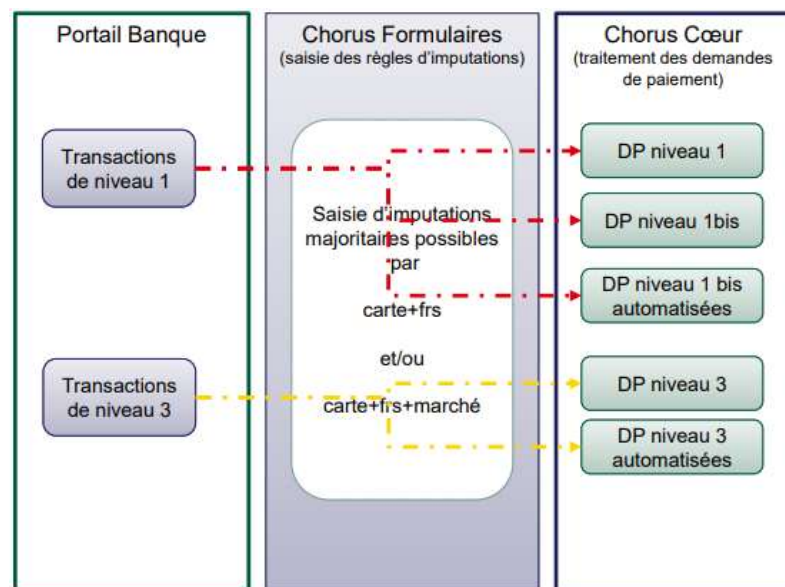 Portail Banque
Chorus Formulaires
(saisie des règles d'imputations)
Chorus Cœur
(traitement des demandes
de paiement)
Transactions
de niveau 1
Saisie d'imputations
majoritaires possibles
par
carte+frs
et/ou
carte+frs+marché
DP niveau 1
DP niveau 1bis
DP niveau 1 bis
automatisées
Transactions
de niveau 3
DP niveau 3
DP niveau 3
automatisées